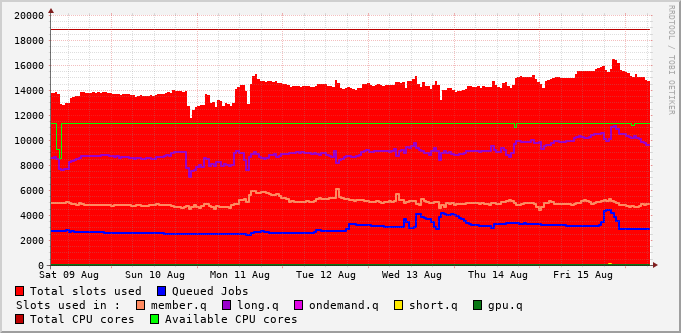 RRDTOOL / TOBI OETIKER
20000
18000
16000
14000
12000
10000
8000
6000
4000
2000
0
Sat 09 Aug Sun 10 Aug Mon 11 Aug Tue 12 Aug Wed 13 Aug Thu 14 Aug Fri 15 Aug
Total slots used Queued Jobs
Slots used in : member.q long.q ondemand.q short.q gpu.q
Total CPU cores Available CPU cores